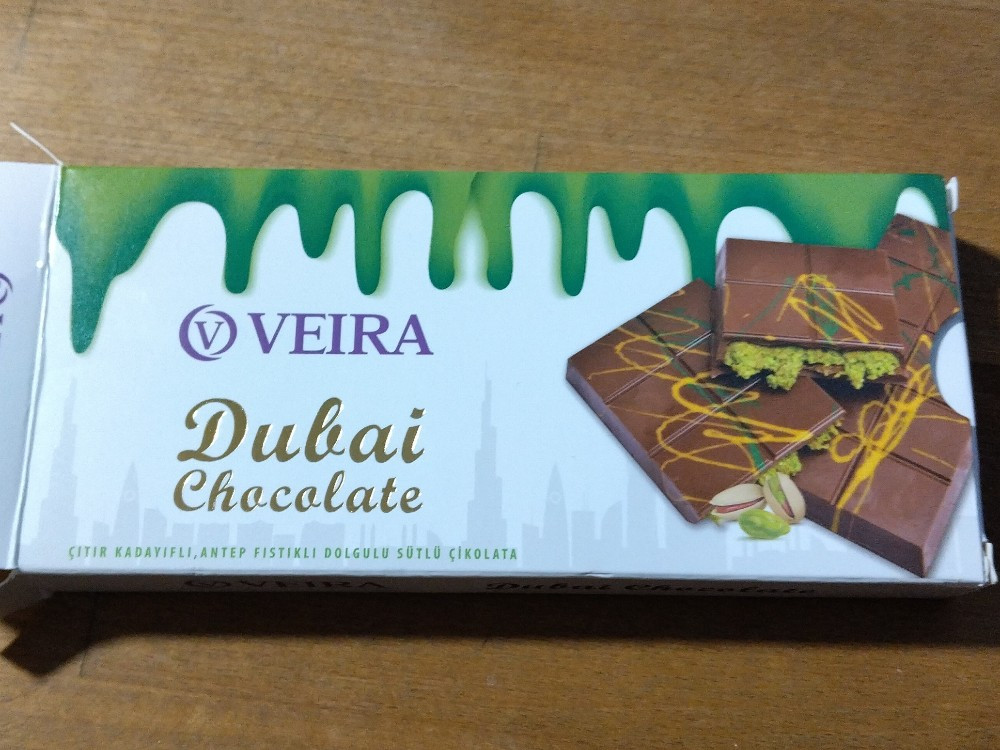 VEIRA
Dubai
Chocolate
ÇITIR KADAYIFLI,ANTEP FISTIKLI DOLGULU SÜTLÜ ÇİKOLATA
VEIRA Dubai Chocolate